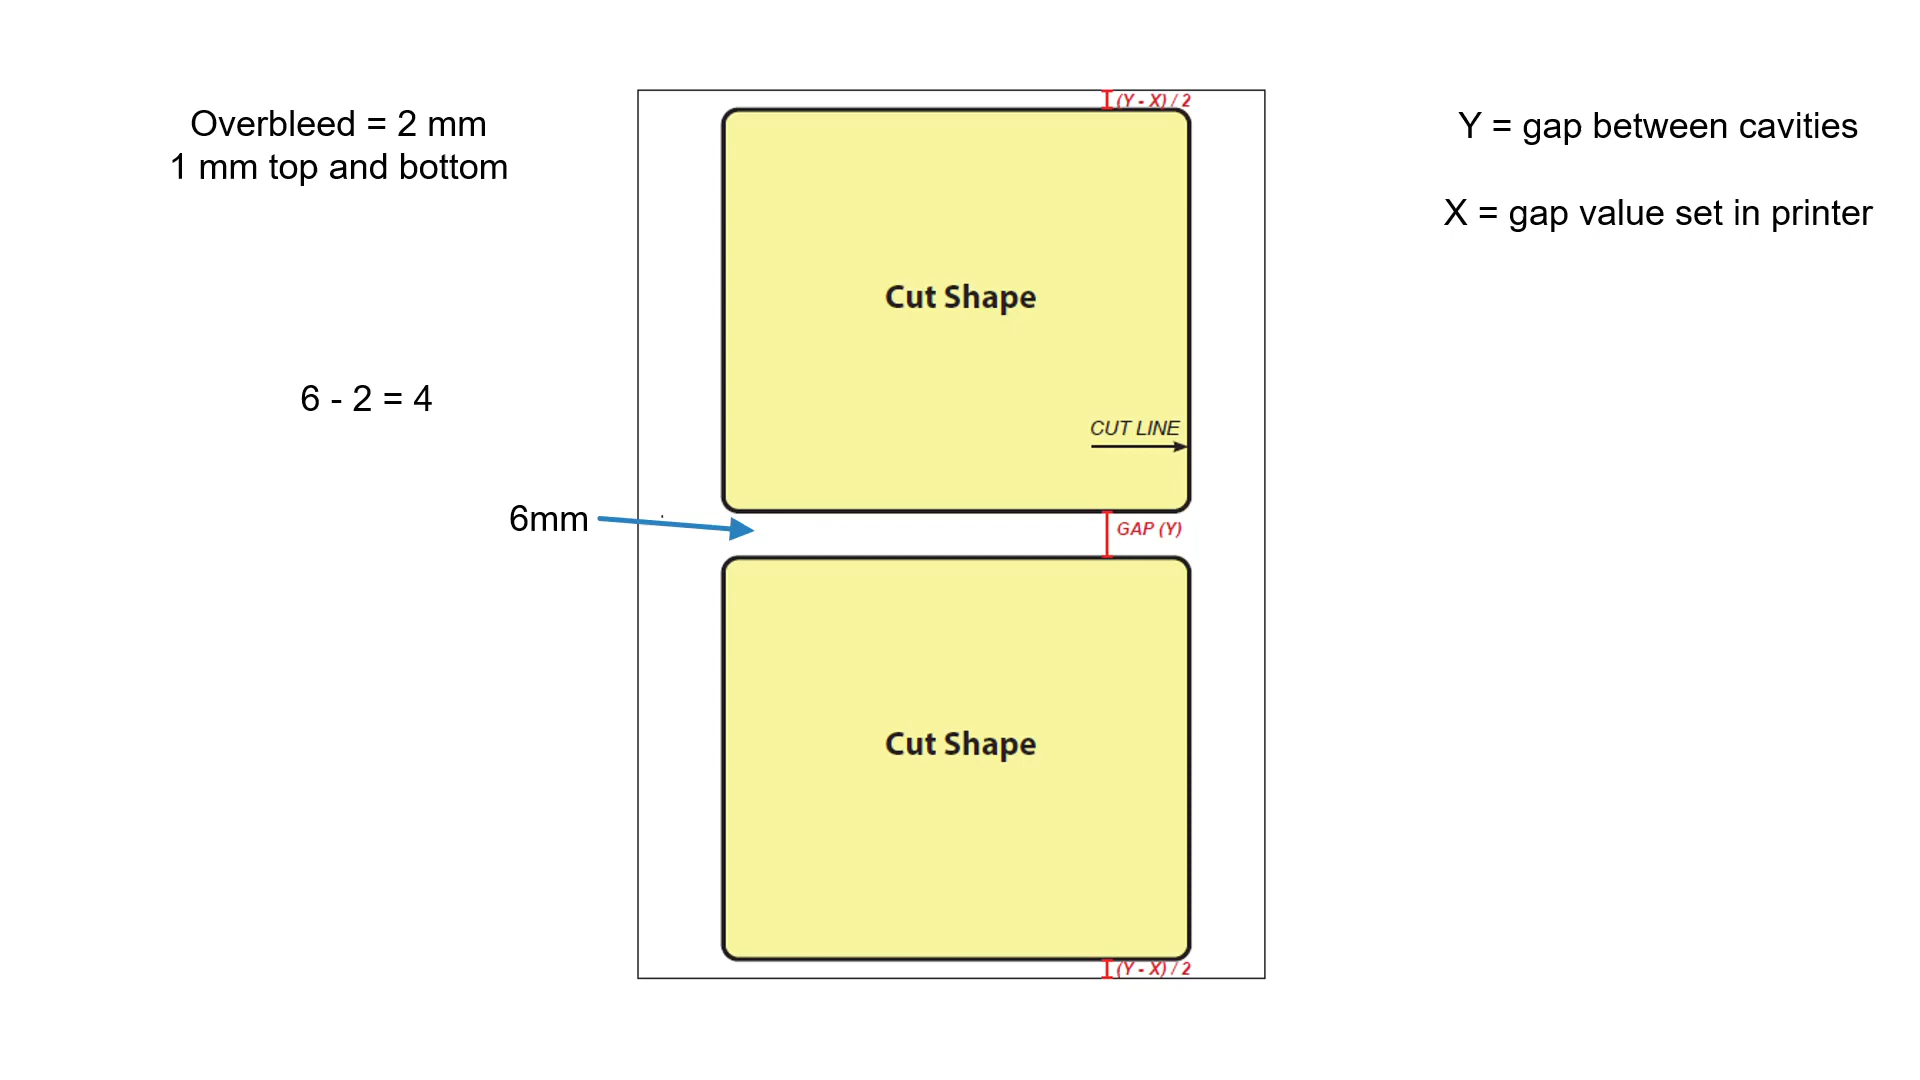 Overbleed = 2 mm
1 mm top and bottom
6 - 2 = 4
6mm
(Y - X) / 2
Cut Shape
CUT LINE
GAP (Y)
Cut Shape
(Y - X) / 2
Y = gap between cavities
X = gap value set in printer